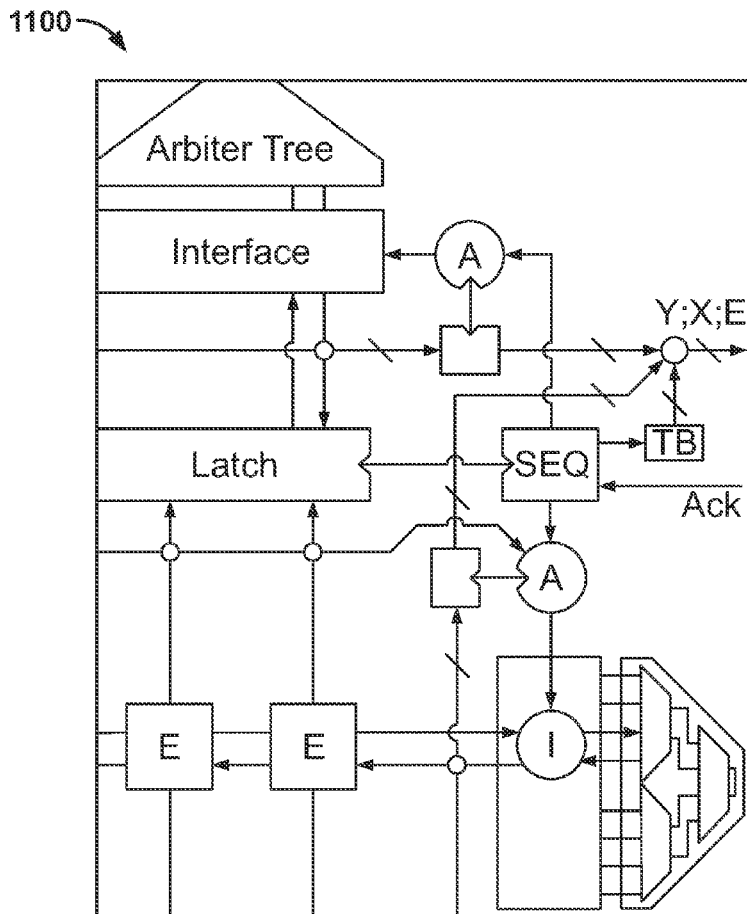 1100
Arbiter Tree
Interface
A
Y;X;E
Latch
SEQ
TB
Ack
A
E
E
I